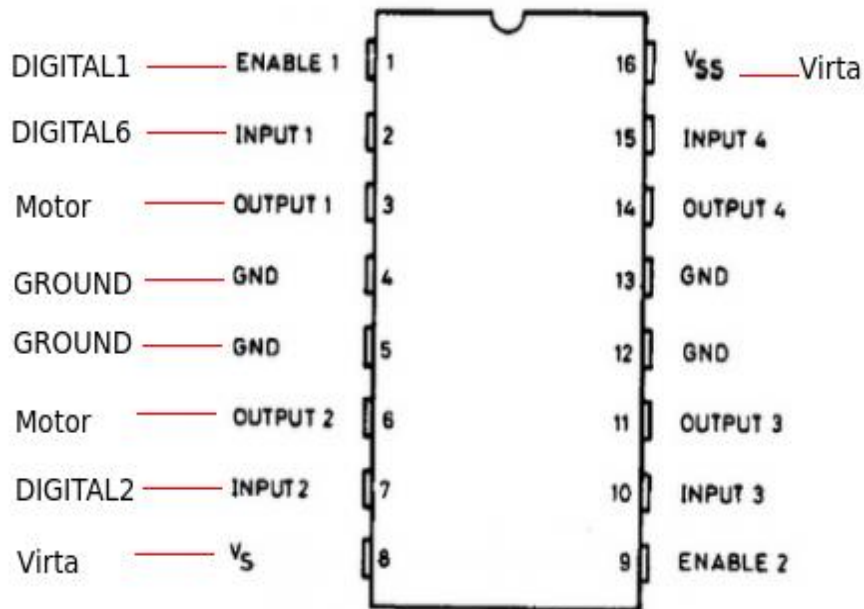 DIGITAL1 ENABLE 1 1 16 VSS Virta
DIGITAL6 INPUT 1 2 15 INPUT 4
Motor OUTPUT 1 3 14 OUTPUT 4
GROUND GND 4 13 GND
GROUND GND 5 12 GND
Motor OUTPUT 2 6 11 OUTPUT 3
DIGITAL2 INPUT 2 7 10 INPUT 3
Virta VS 8 9 ENABLE 2